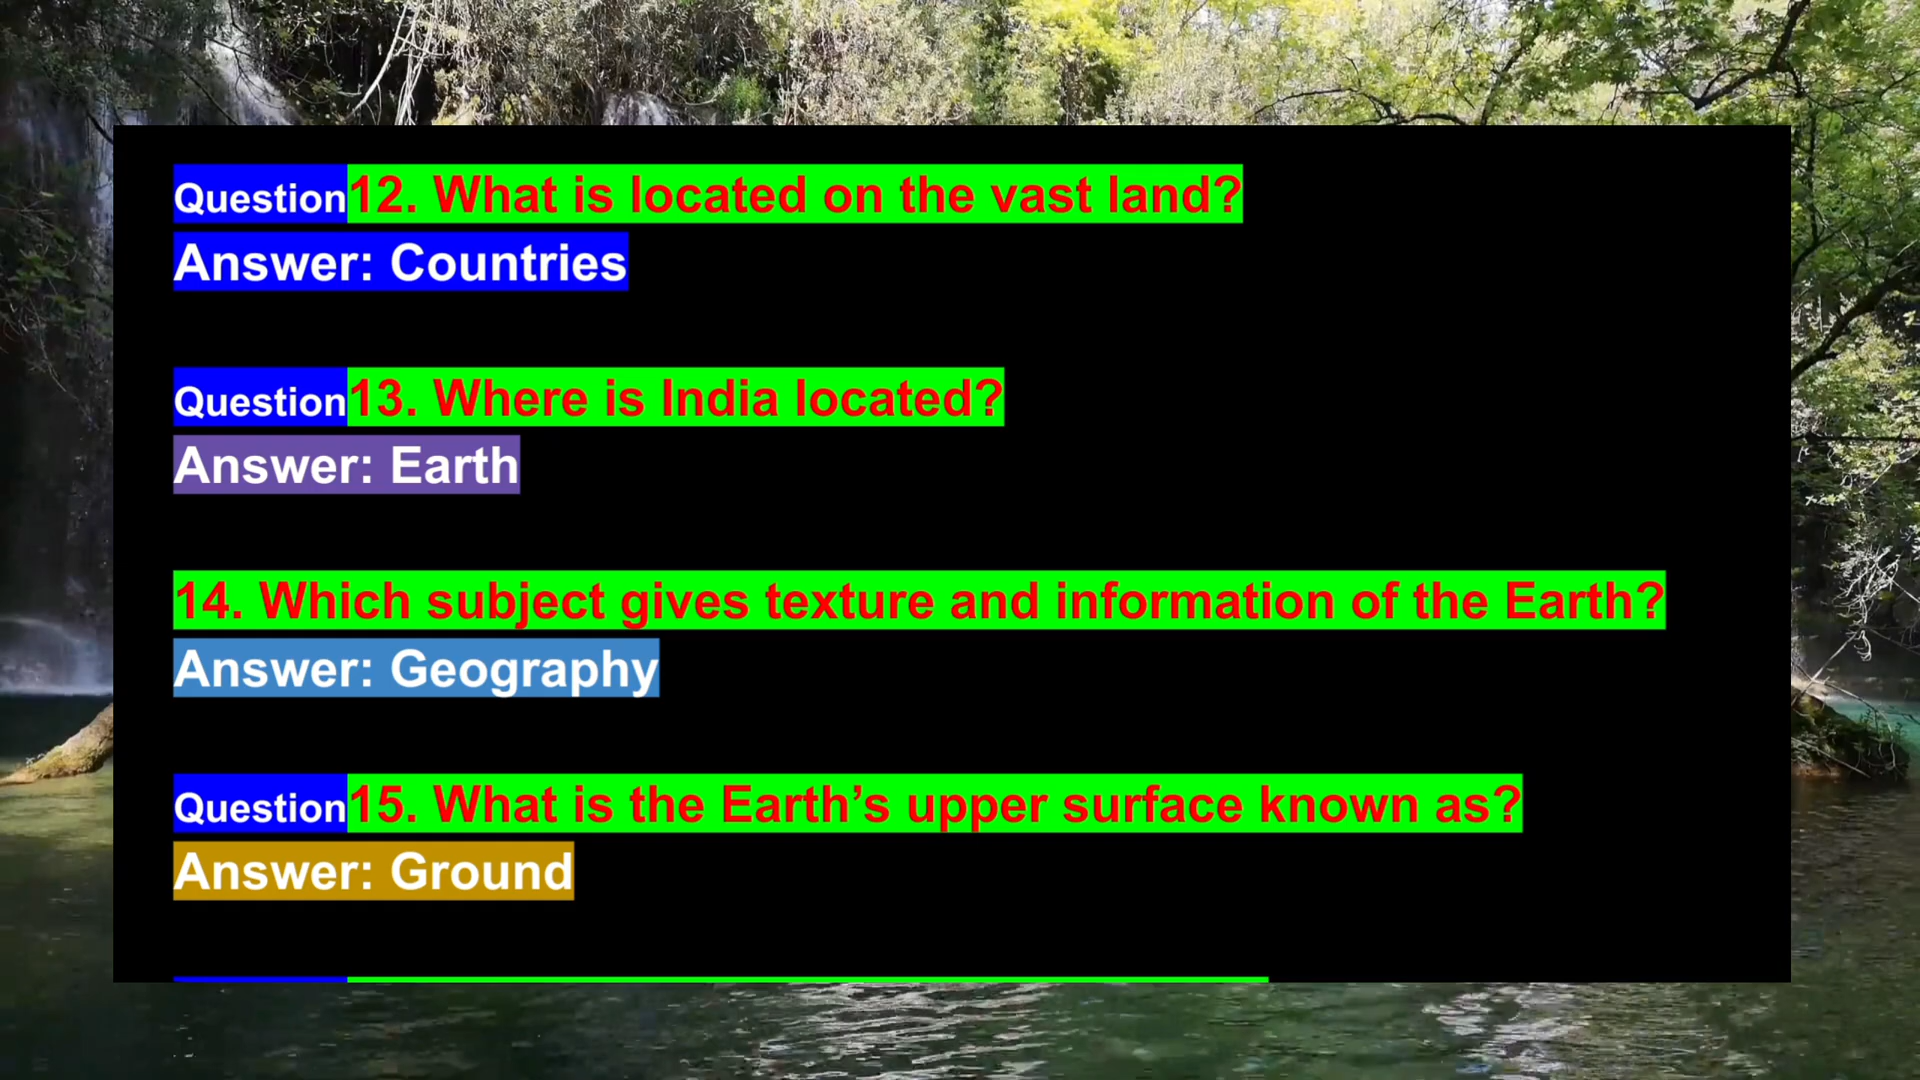 Question12. What is located on the vast land?
Answer: Countries
Question13. Where is India located?
Answer: Earth
14. Which subject gives texture and information of the Earth?
Answer: Geography
Question15. What is the Earth’s upper surface known as?
Answer: Ground